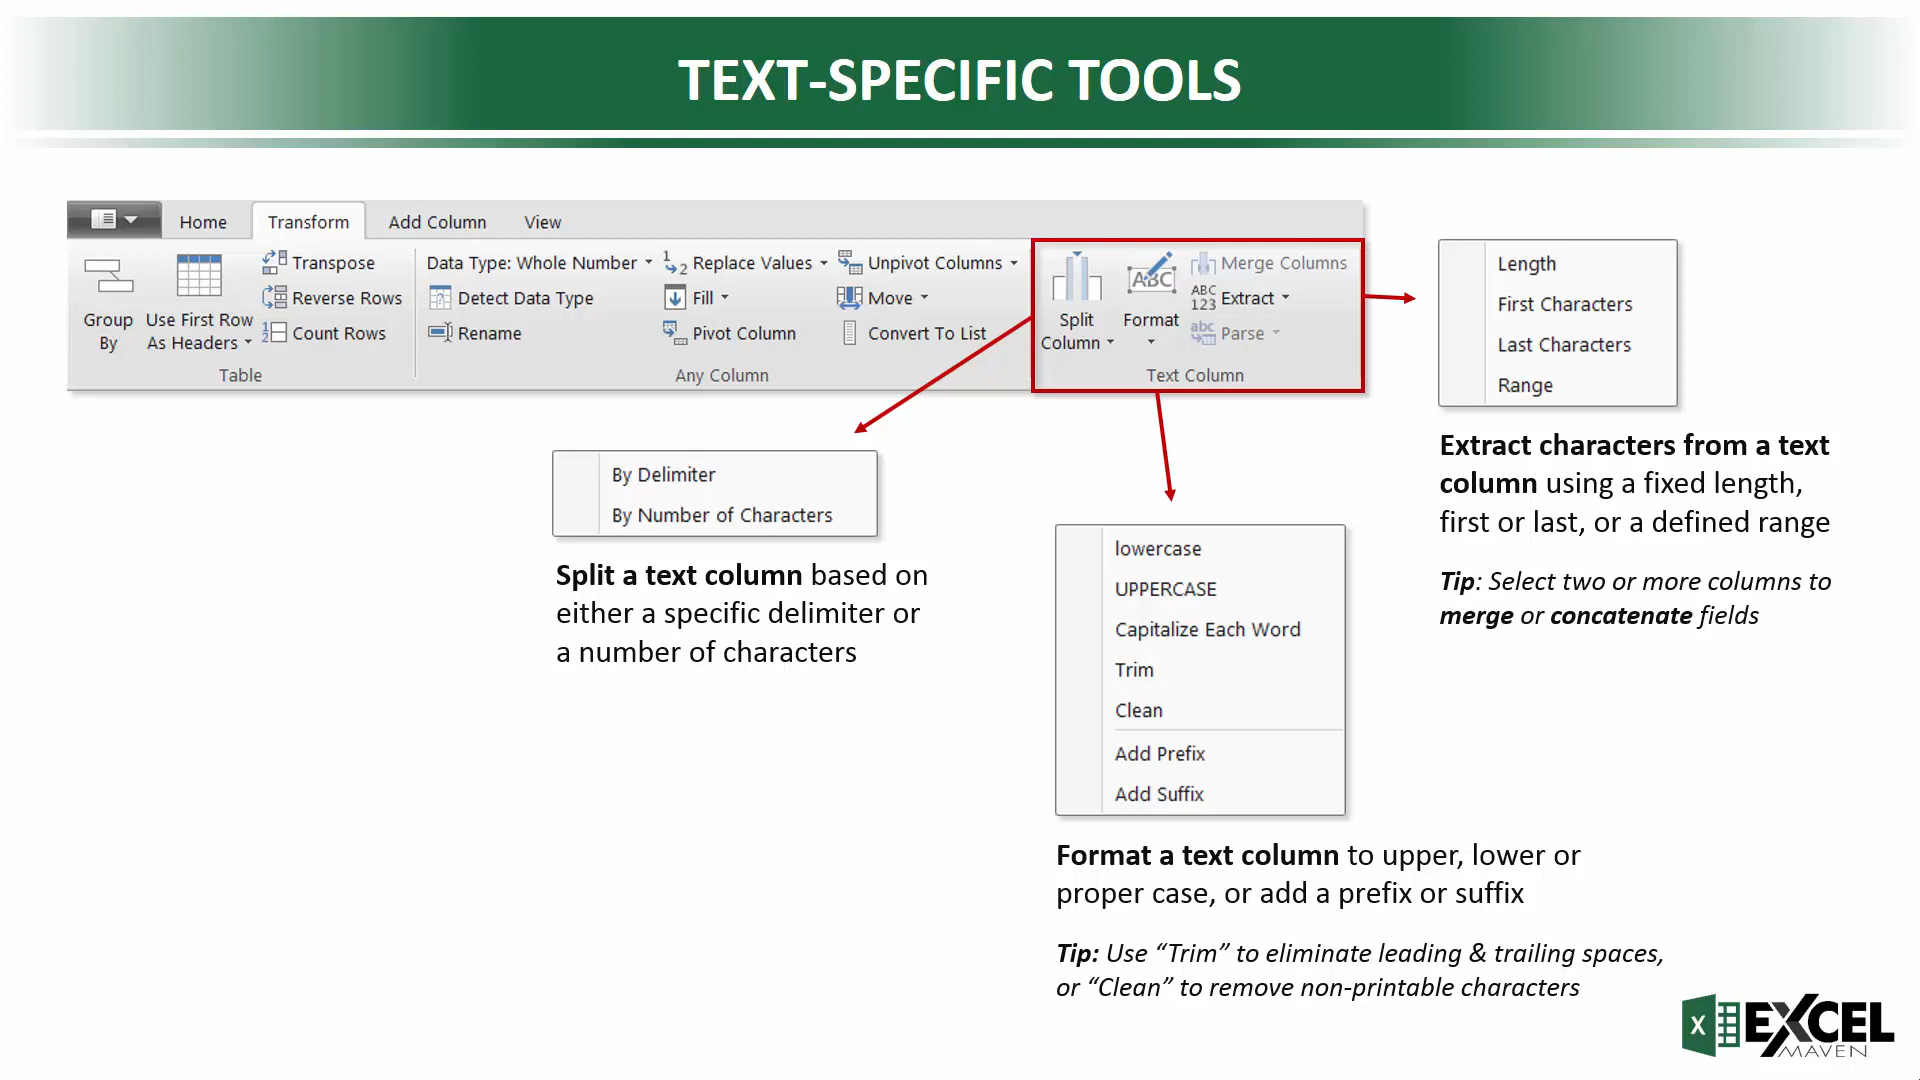 TEXT-SPECIFIC TOOLS
Home Transform Add Column View
Group By
Use First Row As Headers
Transpose
Reverse Rows
Count Rows
Table
Data Type: Whole Number
Detect Data Type
Rename
Replace Values
Fill
Pivot Column
Unpivot Columns
Move
Convert To List
Any Column
Split Column
Format
Merge Columns
Extract
Parse
Text Column
Length
First Characters
Last Characters
Range
Extract characters from a text
column using a fixed length,
first or last, or a defined range
Tip: Select two or more columns to
merge or concatenate fields
By Delimiter
By Number of Characters
Split a text column based on
either a specific delimiter or
a number of characters
lowercase
UPPERCASE
Capitalize Each Word
Trim
Clean
Add Prefix
Add Suffix
Format a text column to upper, lower or
proper case, or add a prefix or suffix
Tip: Use “Trim” to eliminate leading & trailing spaces,
or “Clean” to remove non-printable characters
EXCEL
MAVEN